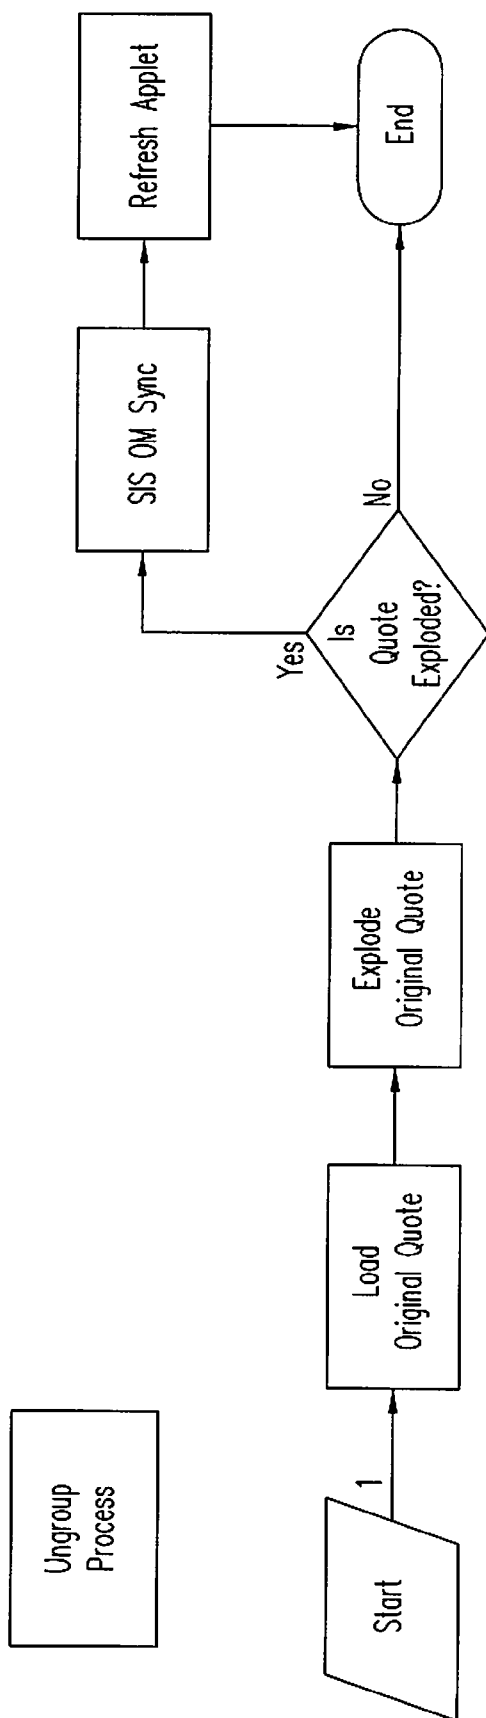 Ungroup
Process
Start
1
Load
Original Quote
Explode
Original Quote
Is
Quote
Exploded?
Yes
No
SIS OM Sync
Refresh Applet
End